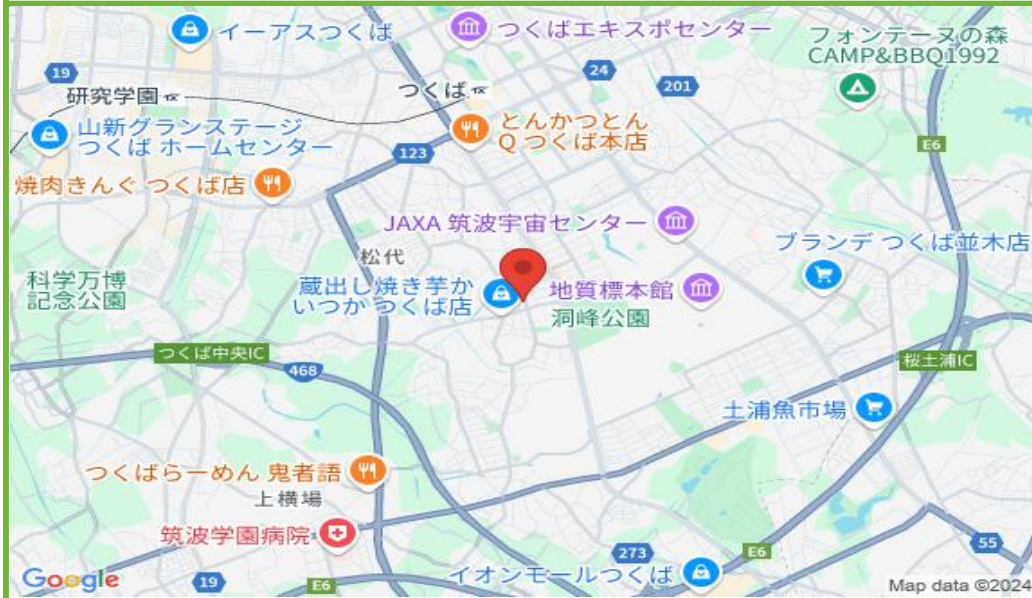 イーアスつくば
つくばエキスポセンター
フォンテーヌの森
CAMP&BBQ1992
19
24
201
研究学園
つくば
山新グランステージ
つくば ホームセンター
とんかつとん
Q つくば本店
123
E6
焼肉きんぐ つくば店
JAXA 筑波宇宙センター
ブランデ つくば並木店
松代
科学万博
記念公園
蔵出し焼き芋か
いつか つくば店
地質標本館
洞峰公園
つくば中央IC
468
桜土浦IC
土浦魚市場
つくばらーめん 鬼者語
上横場
筑波学園病院
273
E6
55
イオンモールつくば
Google
19
E6
Map data ©2024